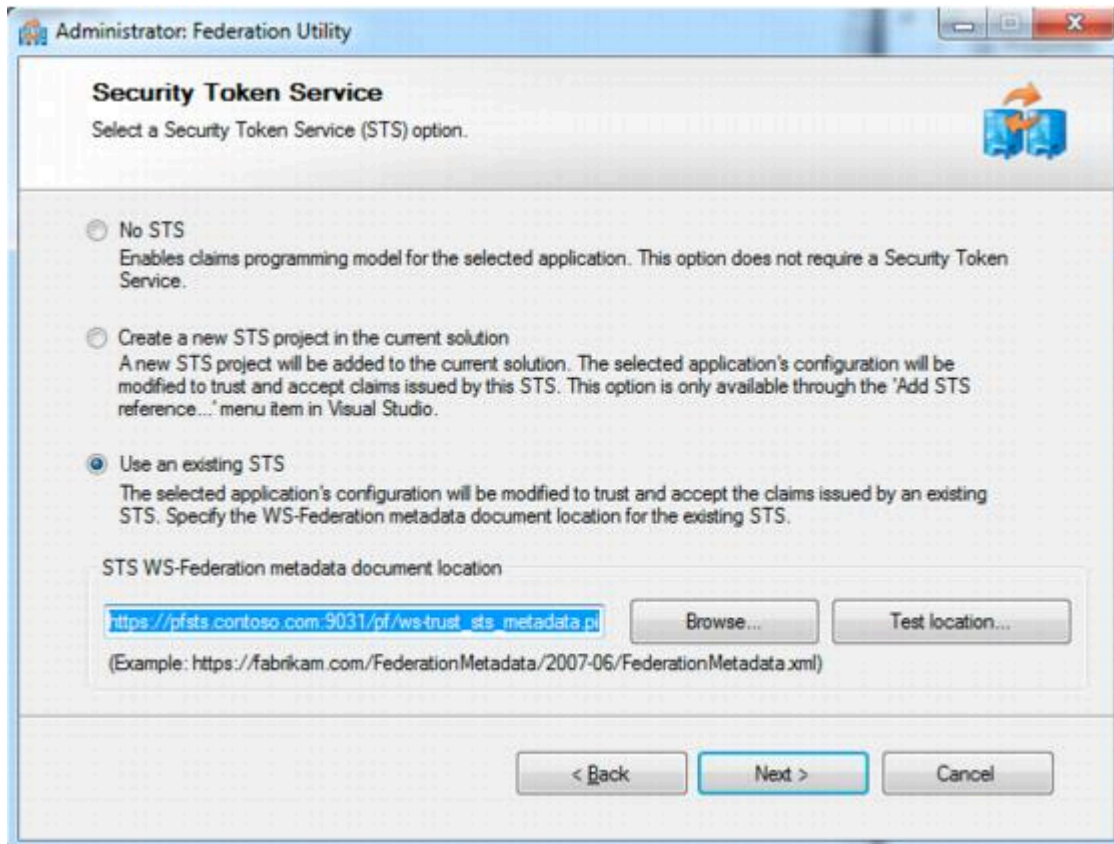 Administrator: Federation Utility
Security Token Service
Select a Security Token Service (STS) option.
No STS
Enables claims programming model for the selected application. This option does not require a Security Token
Service.
Create a new STS project in the current solution
A new STS project will be added to the current solution. The selected application's configuration will be
modified to trust and accept claims issued by this STS. This option is only available through the 'Add STS
reference...' menu item in Visual Studio.
Use an existing STS
The selected application's configuration will be modified to trust and accept the claims issued by an existing
STS. Specify the WS-Federation metadata document location for the existing STS.
STS WS-Federation metadata document location
https://pfsts.contoso.com:9031/pf/ws-trust_sts_metadata.pi
Browse...
Test location...
(Example: https://fabrikam.com/FederationMetadata/2007-06/FederationMetadata.xml)
< Back
Next >
Cancel